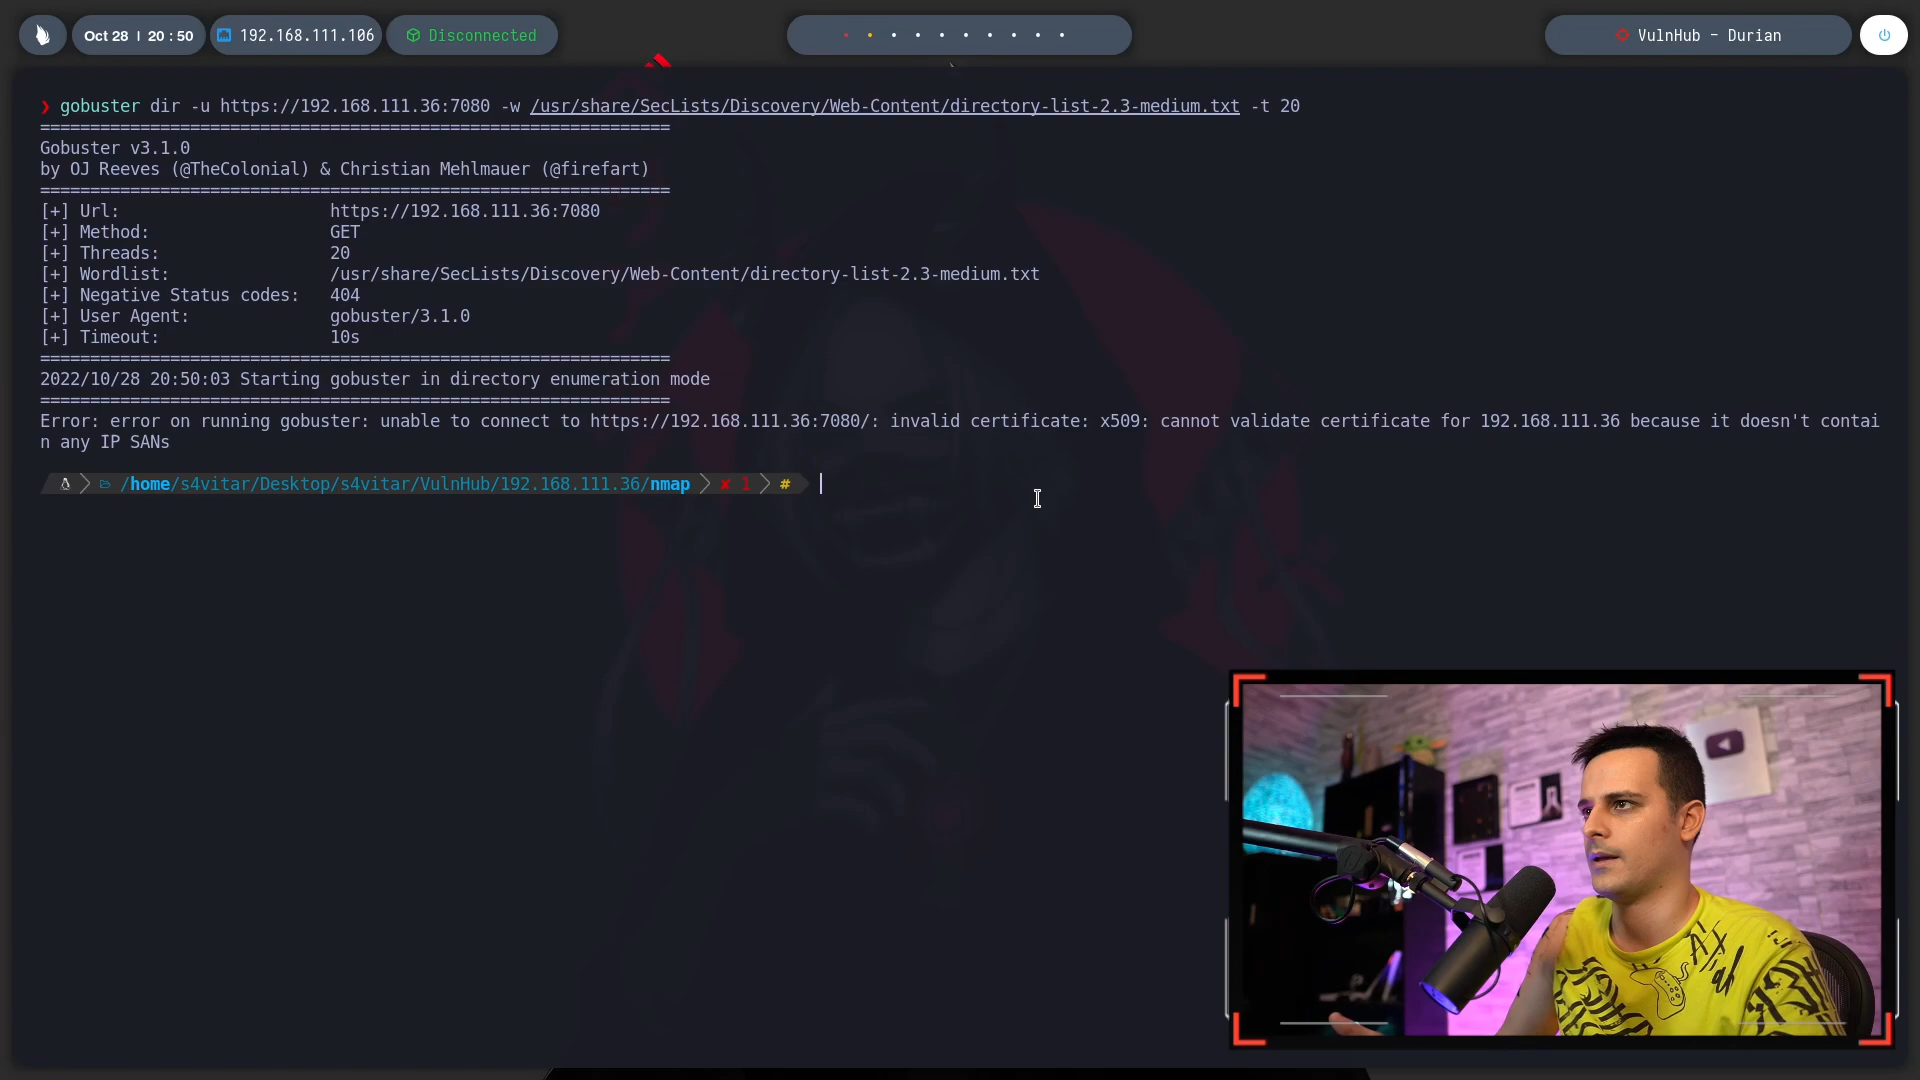 Oct 28 | 20 : 50
192.168.111.106
Disconnected
VulnHub - Durian
❯ gobuster dir -u https://192.168.111.36:7080 -w /usr/share/SecLists/Discovery/Web-Content/directory-list-2.3-medium.txt -t 20
===============================================================
Gobuster v3.1.0
by OJ Reeves (@TheColonial) & Christian Mehlmauer (@firefart)
===============================================================
[+] Url:                     https://192.168.111.36:7080
[+] Method:                  GET
[+] Threads:                 20
[+] Wordlist:                /usr/share/SecLists/Discovery/Web-Content/directory-list-2.3-medium.txt
[+] Negative Status codes:   404
[+] User Agent:              gobuster/3.1.0
[+] Timeout:                 10s
===============================================================
2022/10/28 20:50:03 Starting gobuster in directory enumeration mode
===============================================================
Error: error on running gobuster: unable to connect to https://192.168.111.36:7080/: invalid certificate: x509: cannot validate certificate for 192.168.111.36 because it doesn't contai
n any IP SANs
/home/s4vitar/Desktop/s4vitar/VulnHub/192.168.111.36/nmap ✘ 1 #